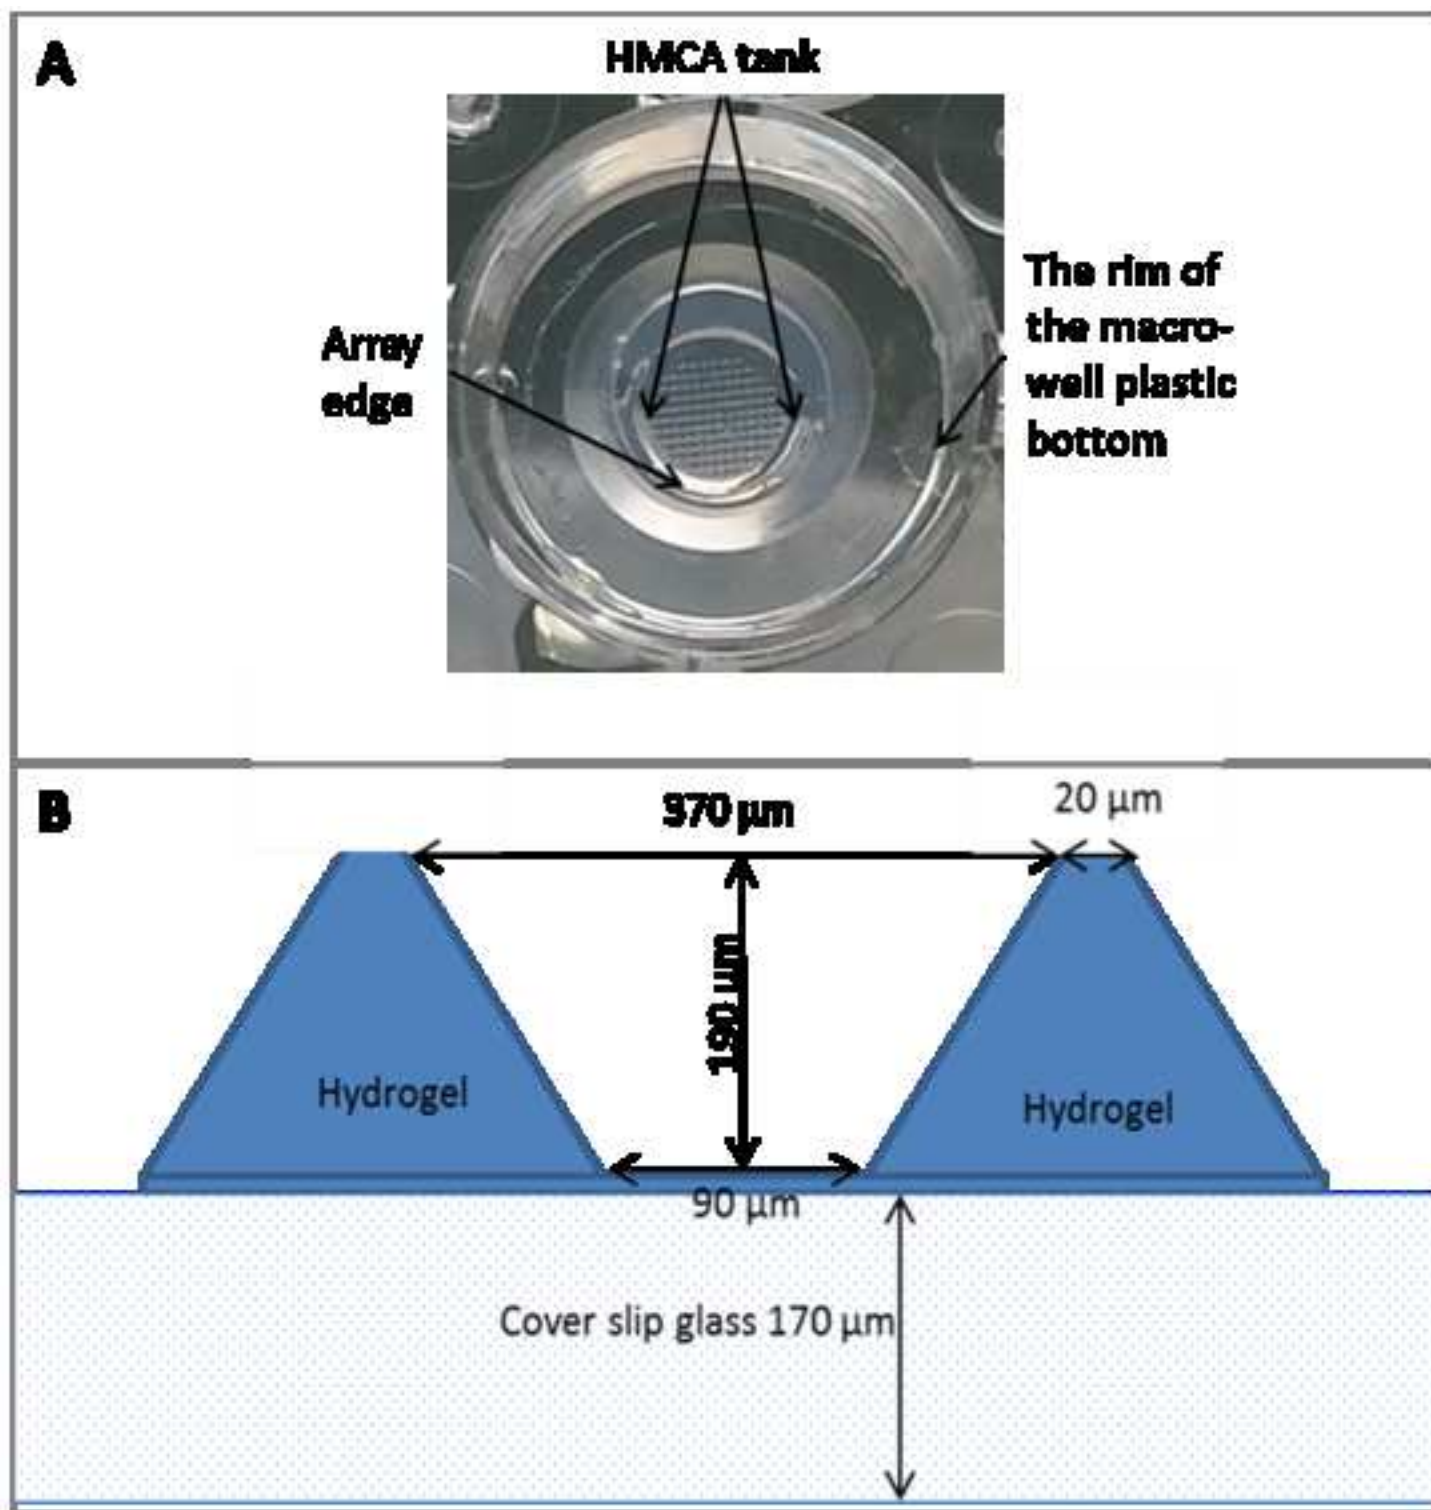 A
HMCA tank
Array
edge
The rim of
the macro-
well plastic
bottom
B
370 µm
20 µm
190 µm
Hydrogel
Hydrogel
90 µm
Cover slip glass 170 µm